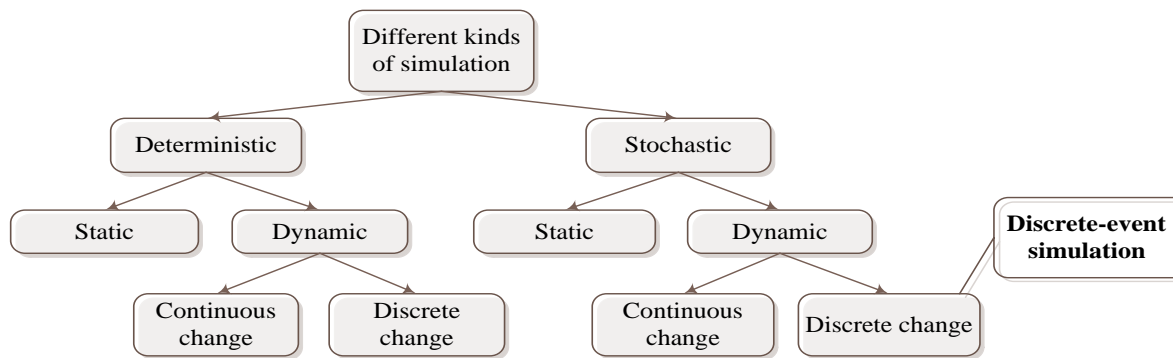 Different kinds
of simulation
Deterministic
Stochastic
Static
Dynamic
Static
Dynamic
Discrete-event
simulation
Continuous
change
Discrete
change
Continuous
change
Discrete change